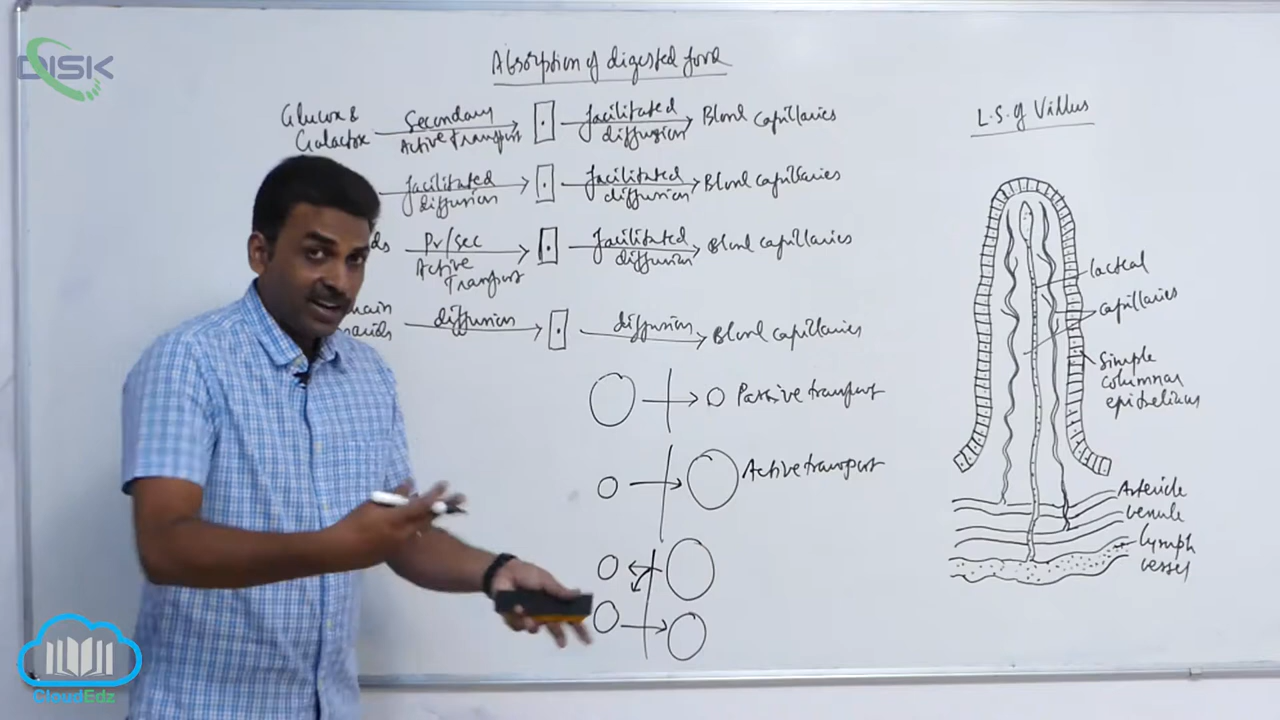 DISK
Absorption of digested food
Glucose &
Galactose
Secondary
Active Transport
facilitated
diffusion
Blood capillaries
facilitated
diffusion
facilitated
diffusion
Blood capillaries
Pr/sec
Active
Transport
facilitated
diffusion
Blood capillaries
diffusion
diffusion
Blood capillaries
Passive transport
Active transport
L.S. of Villus
lacteal
capillaries
Simple
columnar
epithelium
Arteriole
venule
lymph
vessel
CloudEdz